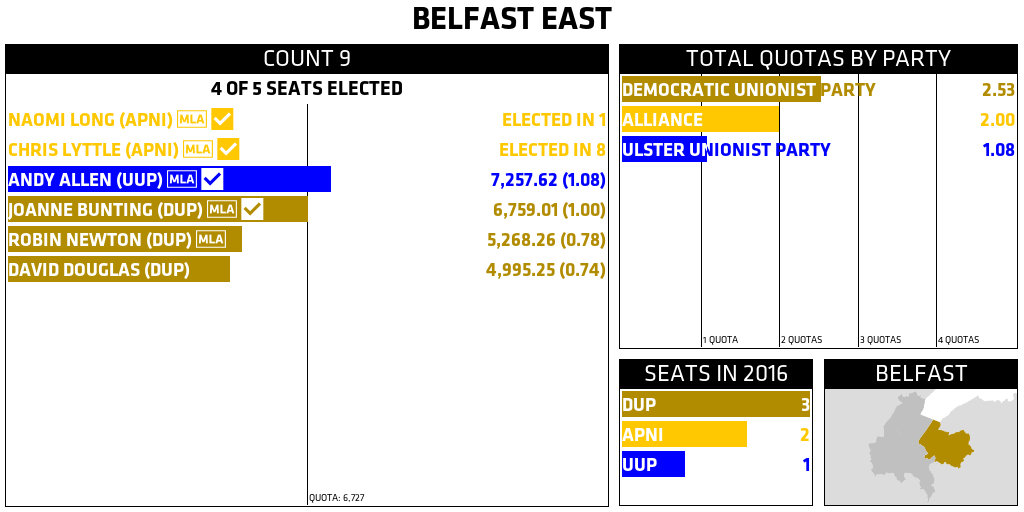 BELFAST EAST
COUNT 9
4 OF 5 SEATS ELECTED
NAOMI LONG (APNI) MLA ELECTED IN 1
CHRIS LYTTLE (APNI) MLA ELECTED IN 8
ANDY ALLEN (UUP) MLA 7,257.62 (1.08)
JOANNE BUNTING (DUP) MLA 6,759.01 (1.00)
ROBIN NEWTON (DUP) MLA 5,268.26 (0.78)
DAVID DOUGLAS (DUP) 4,995.25 (0.74)
QUOTA: 6,727
TOTAL QUOTAS BY PARTY
DEMOCRATIC UNIONIST PARTY 2.53
ALLIANCE 2.00
ULSTER UNIONIST PARTY 1.08
1 QUOTA 2 QUOTAS 3 QUOTAS 4 QUOTAS
SEATS IN 2016
DUP 3
APNI 2
UUP 1
BELFAST